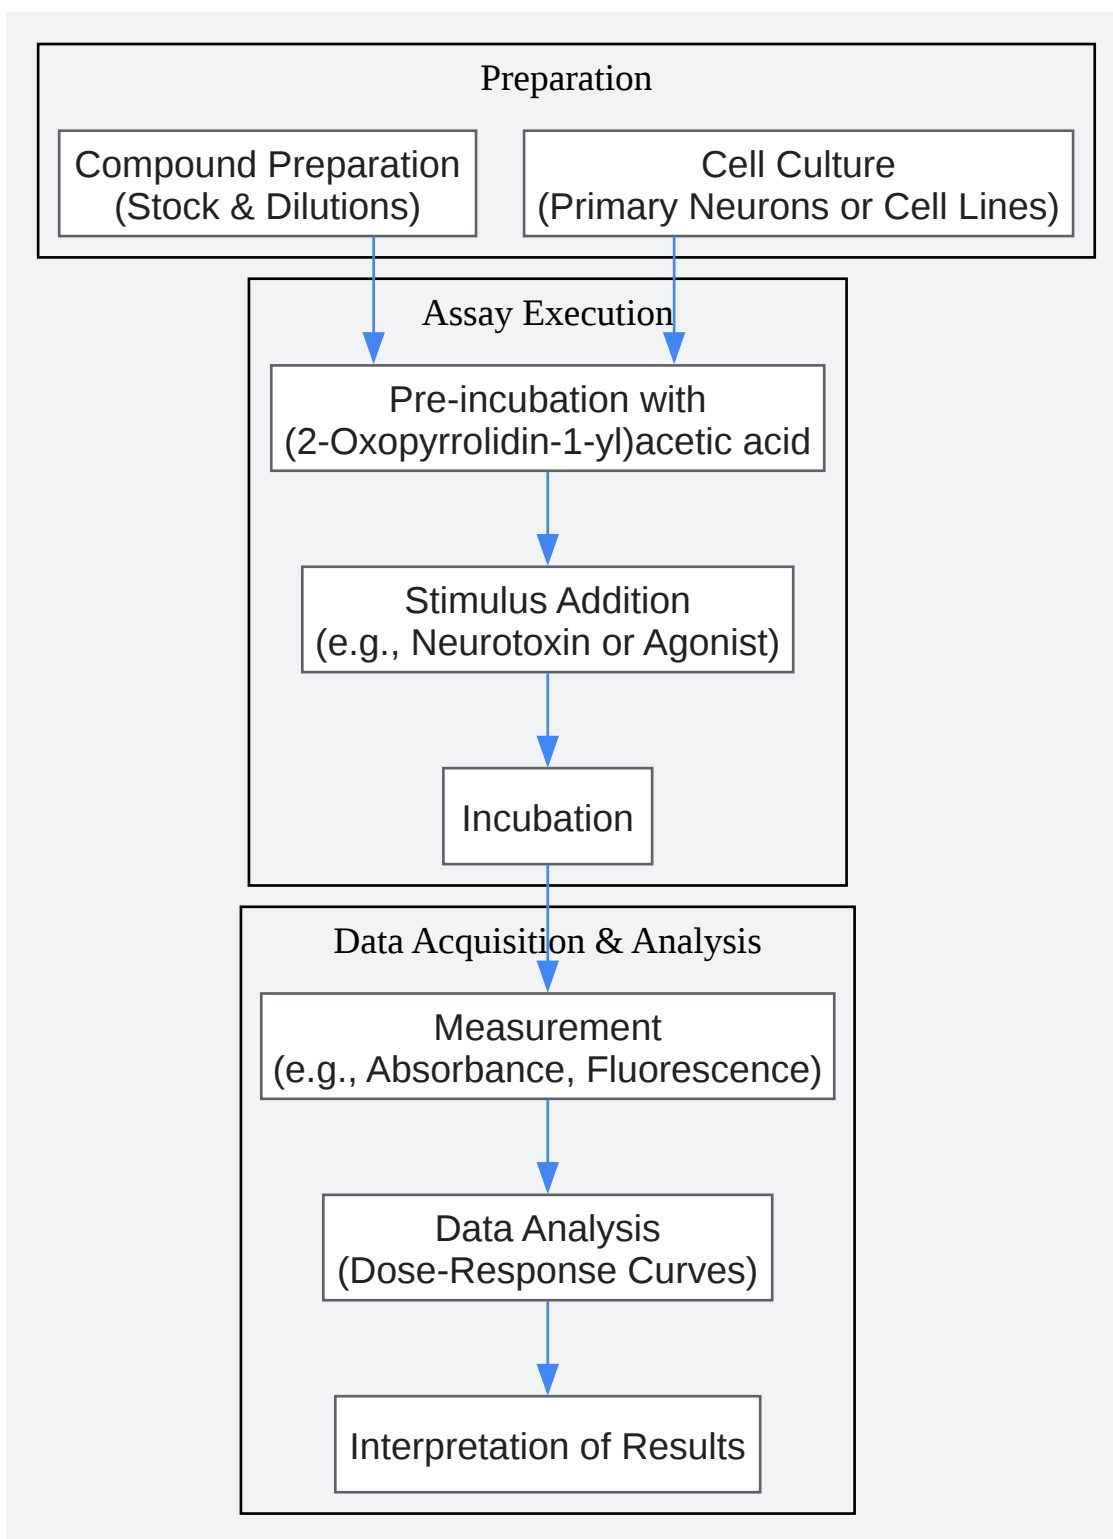 Preparation
Compound Preparation
(Stock & Dilutions)
Cell Culture
(Primary Neurons or Cell Lines)
Assay Execution
Pre-incubation with
(2-Oxopyrrolidin-1-yl)acetic acid
Stimulus Addition
(e.g., Neurotoxin or Agonist)
Incubation
Data Acquisition & Analysis
Measurement
(e.g., Absorbance, Fluorescence)
Data Analysis
(Dose-Response Curves)
Interpretation of Results